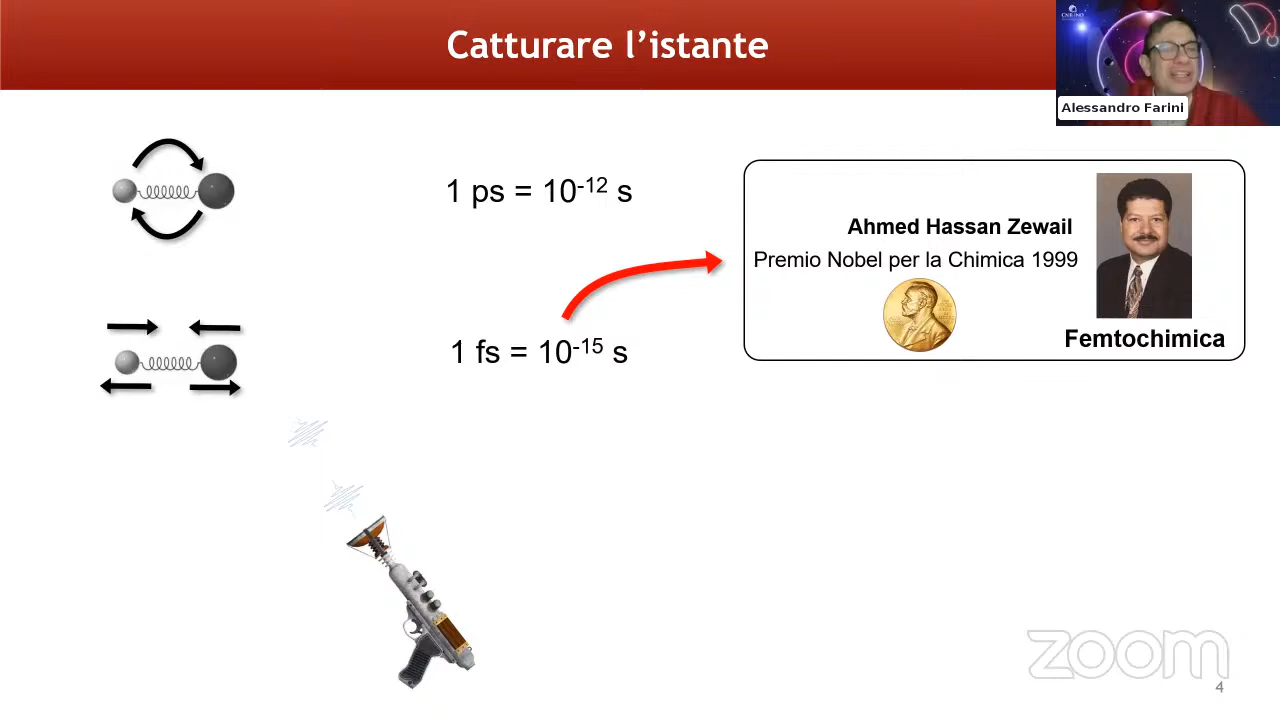 Catturare l’istante
Alessandro Farini
1 ps = 10⁻¹² s
Ahmed Hassan Zewail
Premio Nobel per la Chimica 1999
Femtochimica
1 fs = 10⁻¹⁵ s
zoom
4